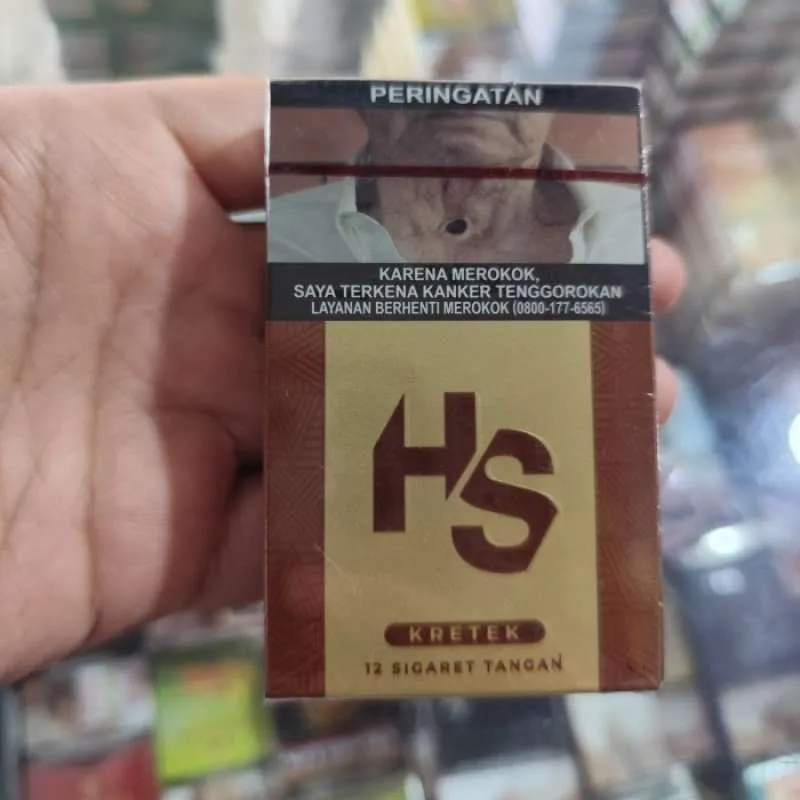 PERINGATAN
KARENA MEROKOK,
SAYA TERKENA KANKER TENGGOROKAN
LAYANAN BERHENTI MEROKOK (0800-177-6565)
HS
KRETEK
12 SIGARET TANGAN